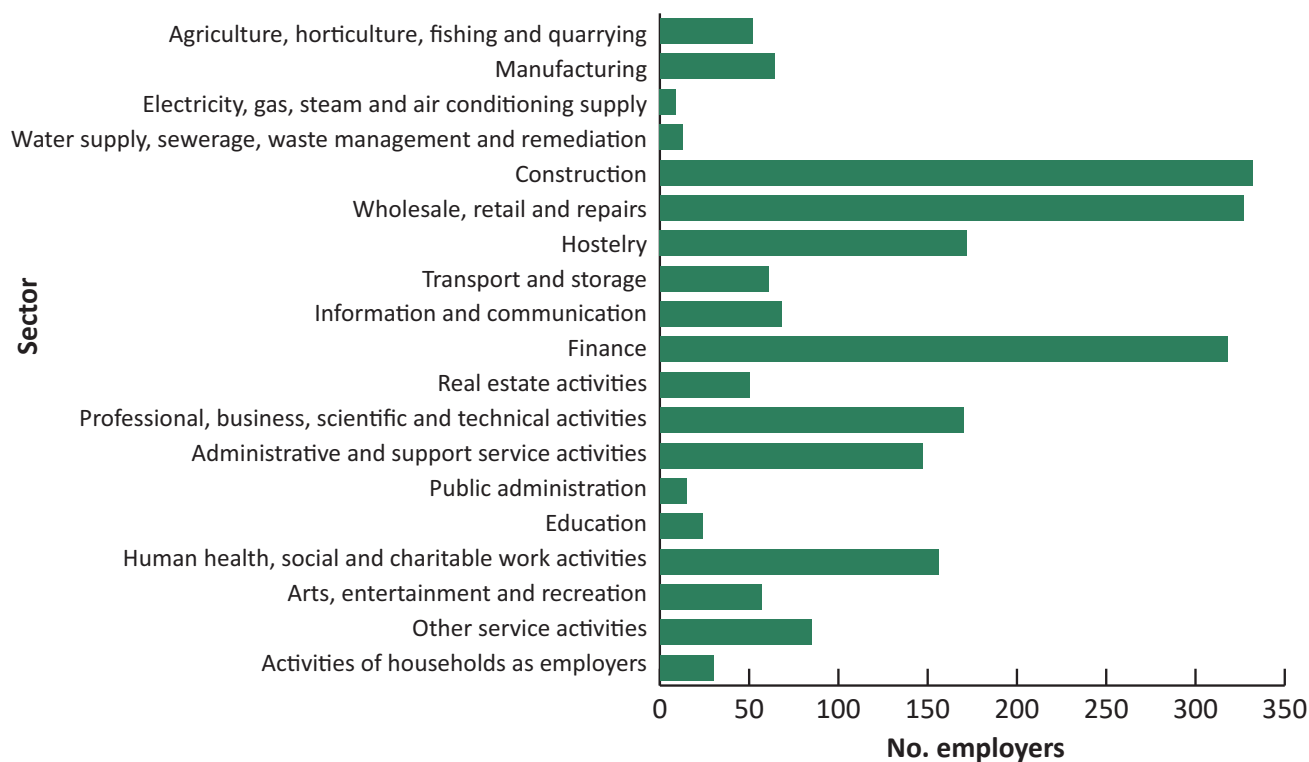 Sector
Agriculture, horticulture, fishing and quarrying
Manufacturing
Electricity, gas, steam and air conditioning supply
Water supply, sewerage, waste management and remediation
Construction
Wholesale, retail and repairs
Hostelry
Transport and storage
Information and communication
Finance
Real estate activities
Professional, business, scientific and technical activities
Administrative and support service activities
Public administration
Education
Human health, social and charitable work activities
Arts, entertainment and recreation
Other service activities
Activities of households as employers
0 50 100 150 200 250 300 350
No. employers